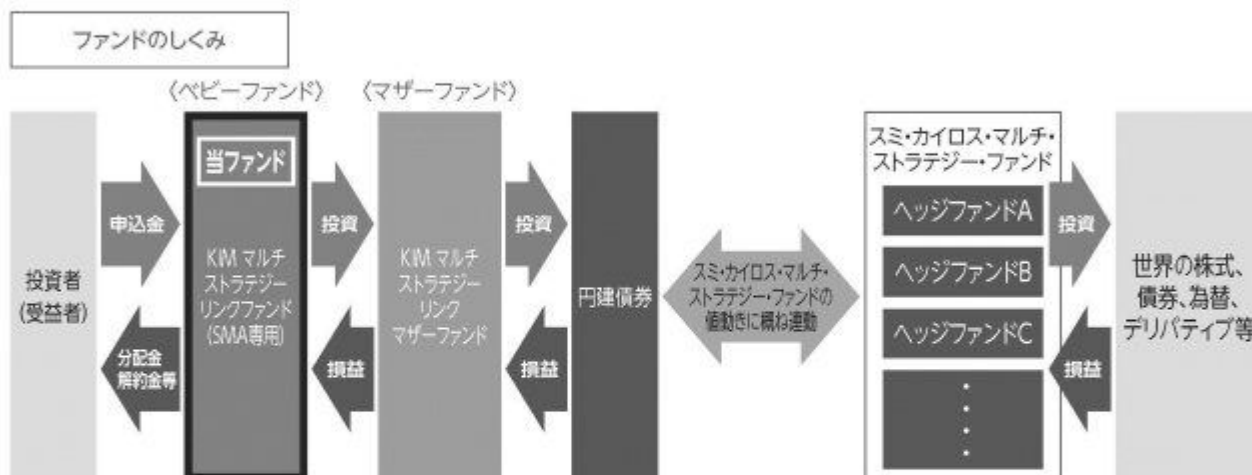 ファンドのしくみ
〈ベビーファンド〉
〈マザーファンド〉
投資者
(受益者)
申込金
分配金
解約金等
当ファンド
KIM マルチ
ストラテジー
リンクファンド
(SMA専用)
投資
損益
KIM マルチ
ストラテジー
リンク
マザーファンド
投資
損益
円建債券
スミ・カイロス・マルチ・
ストラテジー・ファンドの
値動きに概ね連動
スミ・カイロス・マルチ・
ストラテジー・ファンド
ヘッジファンドA
ヘッジファンドB
ヘッジファンドC
投資
損益
世界の株式、
債券、為替、
デリバティブ等